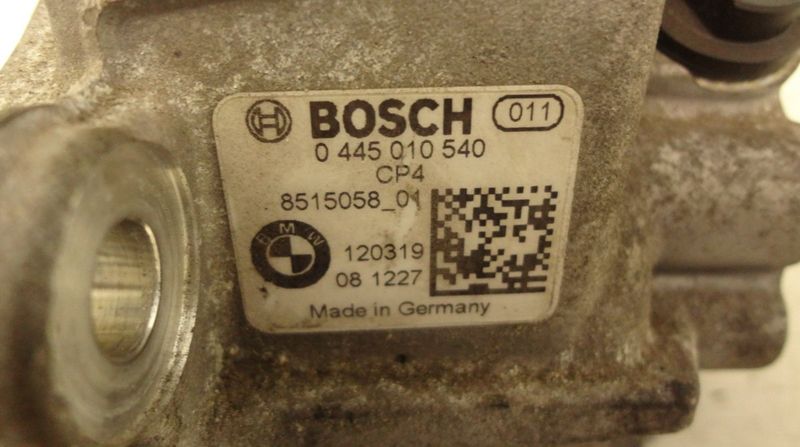 BOSCH 011
0 445 010 540
CP4
8515058_01
BMW
120319
08 1227
Made in Germany